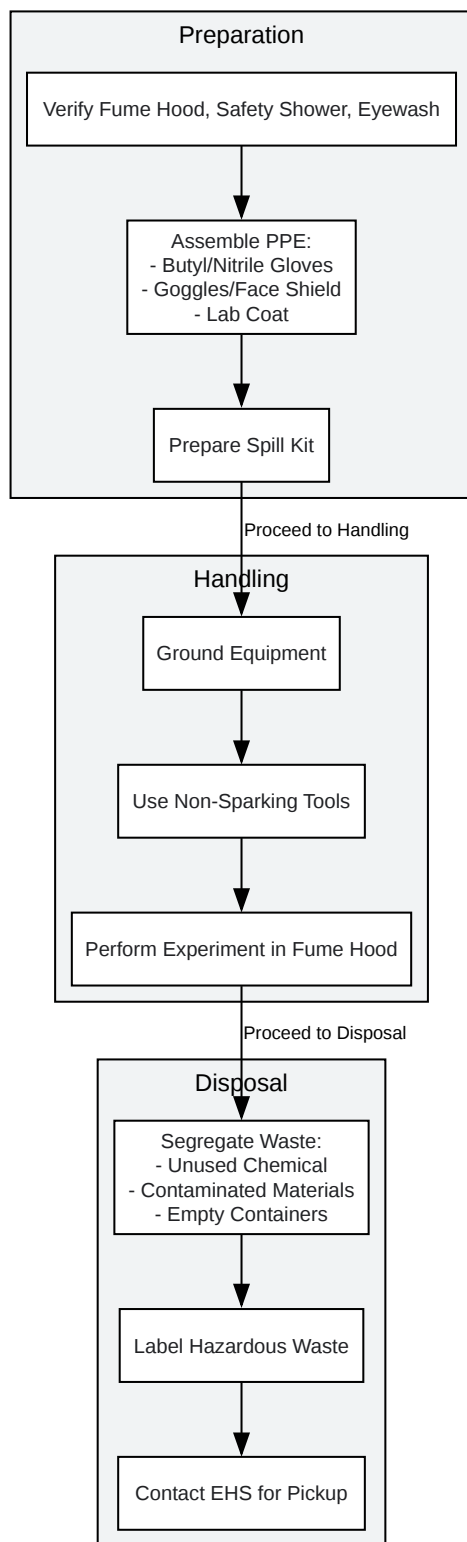 Preparation
Verify Fume Hood, Safety Shower, Eyewash
Assemble PPE:
- Butyl/Nitrile Gloves
- Goggles/Face Shield
- Lab Coat
Prepare Spill Kit
Proceed to Handling
Handling
Ground Equipment
Use Non-Sparking Tools
Perform Experiment in Fume Hood
Proceed to Disposal
Disposal
Segregate Waste:
- Unused Chemical
- Contaminated Materials
- Empty Containers
Label Hazardous Waste
Contact EHS for Pickup